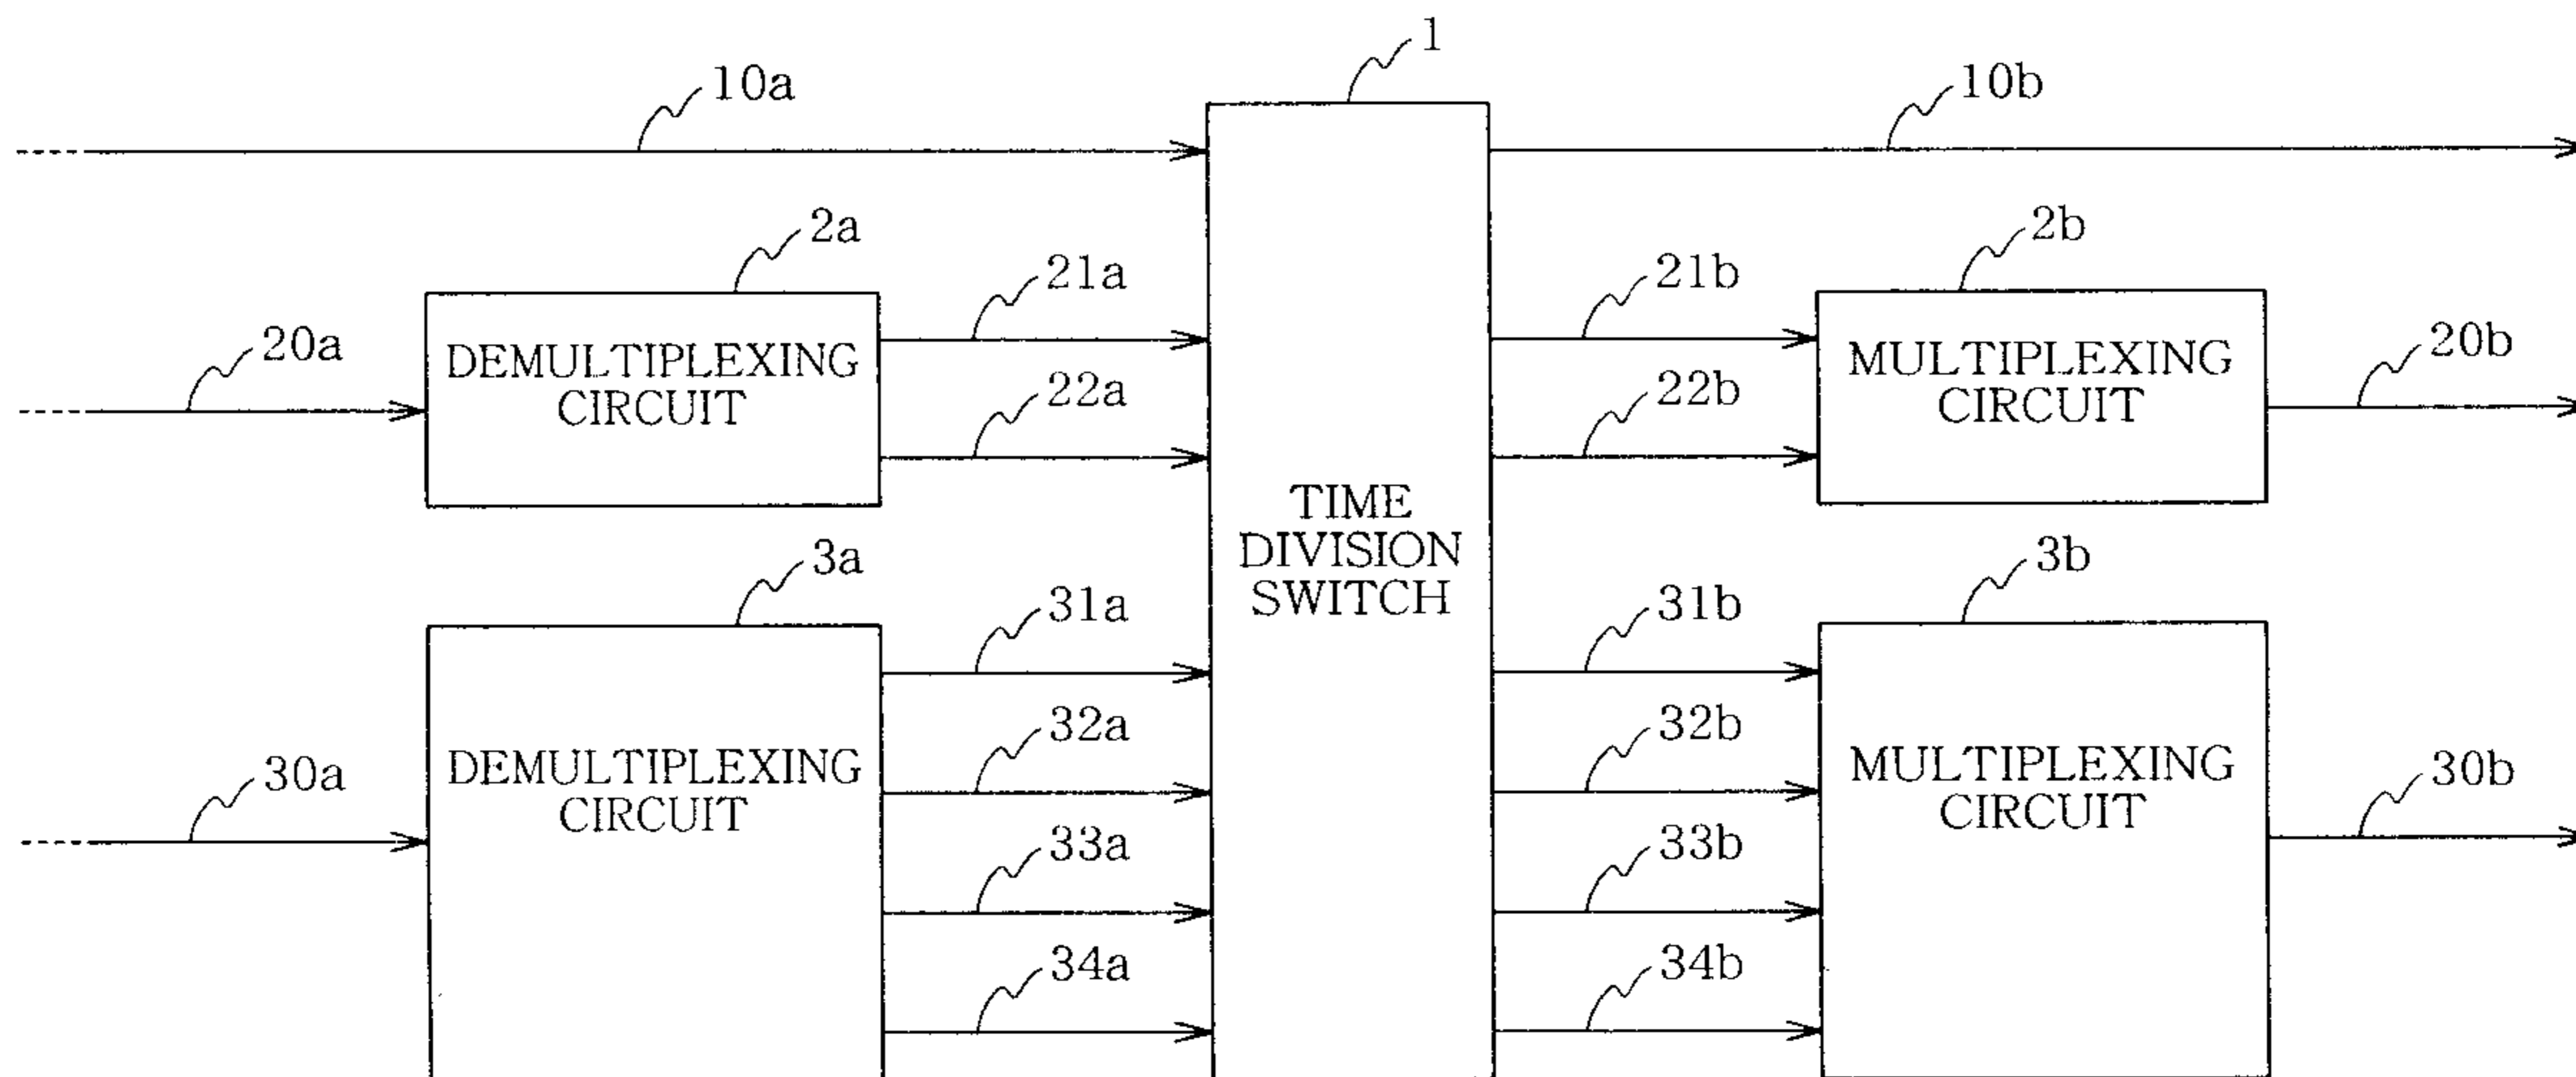 1
10a
10b
2a
2b
21a
21b
20a
DEMULTIPLEXING
CIRCUIT
22a
22b
MULTIPLEXING
CIRCUIT
20b
TIME
DIVISION
SWITCH
3a
3b
31a
31b
32a
32b
30a
DEMULTIPLEXING
CIRCUIT
33a
33b
MULTIPLEXING
CIRCUIT
30b
34a
34b